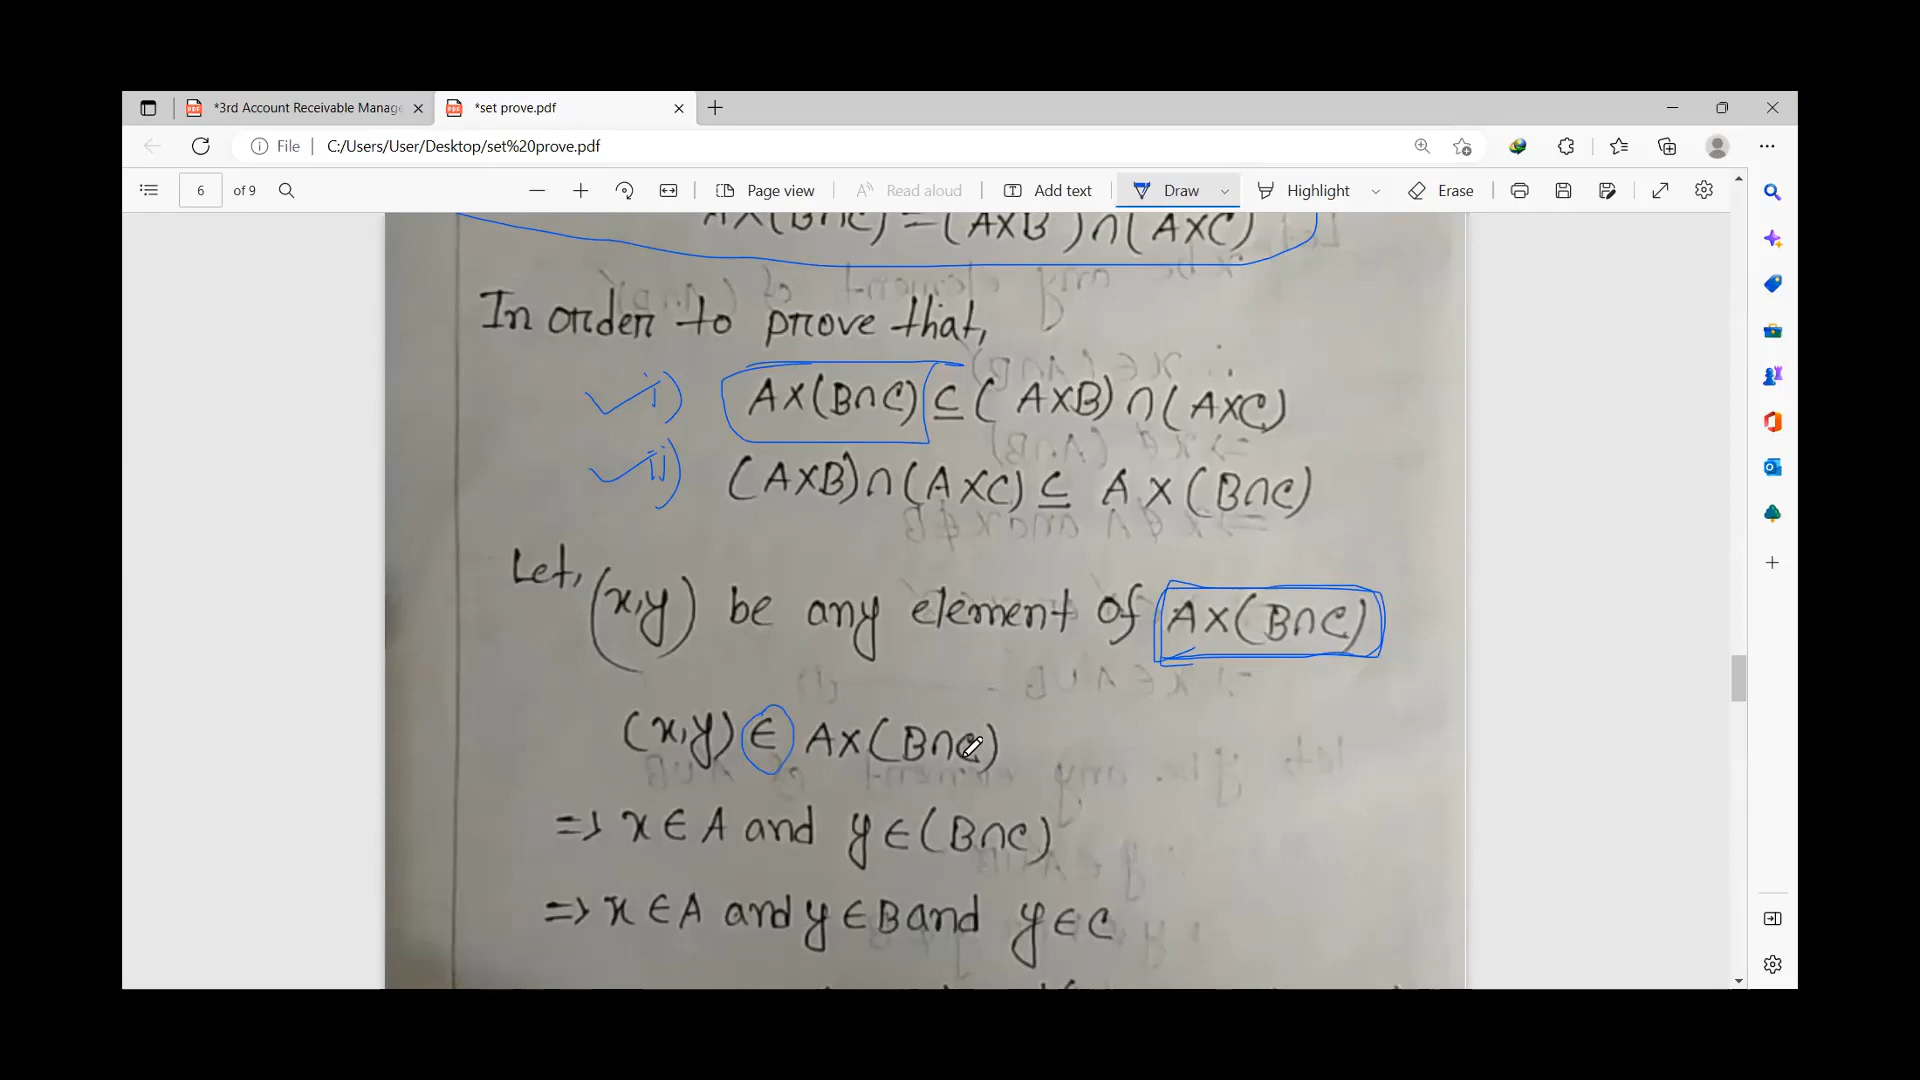 *3rd Account Receivable Manage
*set prove.pdf
File
C:/Users/User/Desktop/set%20prove.pdf
6 of 9
Page view
Read aloud
Add text
Draw
Highlight
Erase
AX(B∩C) = (AXB) ∩ (AXC)
In order to prove that,
i) AX(B∩C) ⊆ (AXB) ∩ (AXC)
ii) (AXB) ∩ (AXC) ⊆ A X (B∩C)
Let, (x,y) be any element of AX(B∩C)
(x,y) ∈ AX(B∩C)
=> x ∈ A and y ∈ (B∩C)
=> x ∈ A and y ∈ B and y ∈ C